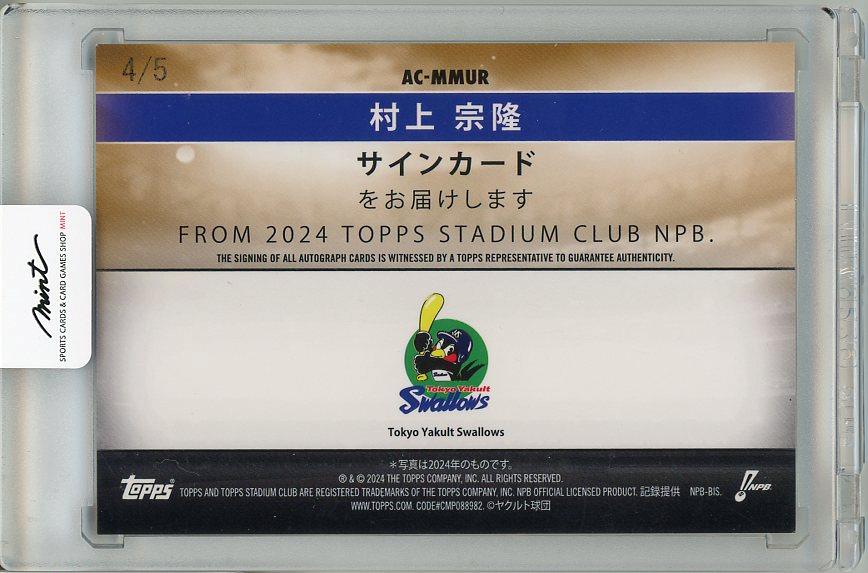 4/5
AC-MMUR
村上 宗隆
サインカード
をお届けします
FROM 2024 TOPPS STADIUM CLUB NPB.
THE SIGNING OF ALL AUTOGRAPH CARDS IS WITNESSED BY A TOPPS REPRESENTATIVE TO GUARANTEE AUTHENTICITY.
mint
SPORTS CARDS & CARD GAMES SHOP MINT
Tokyo Yakult
Swallows
Tokyo Yakult Swallows
＊写真は2024年のものです。
® & © 2024 THE TOPPS COMPANY, INC. ALL RIGHTS RESERVED.
topps
TOPPS AND TOPPS STADIUM CLUB ARE REGISTERED TRADEMARKS OF THE TOPPS COMPANY, INC. NPB OFFICIAL LICENSED PRODUCT. 記録提供 NPB-BIS.
NPB
WWW.TOPPS.COM. CODE#CMP088982. ©ヤクルト球団